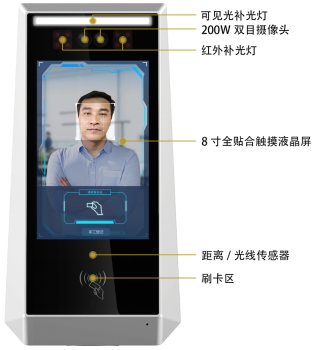 可见光补光灯
200W 双目摄像头
红外补光灯
8 寸全贴合触摸液晶屏
距离 / 光线传感器
刷卡区